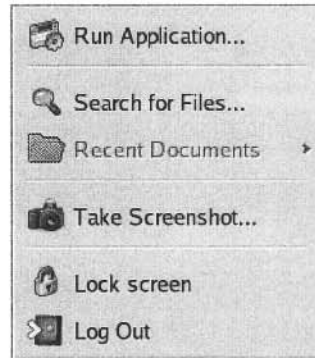 Run Application...
Search for Files...
Recent Documents
Take Screenshot...
Lock screen
Log Out